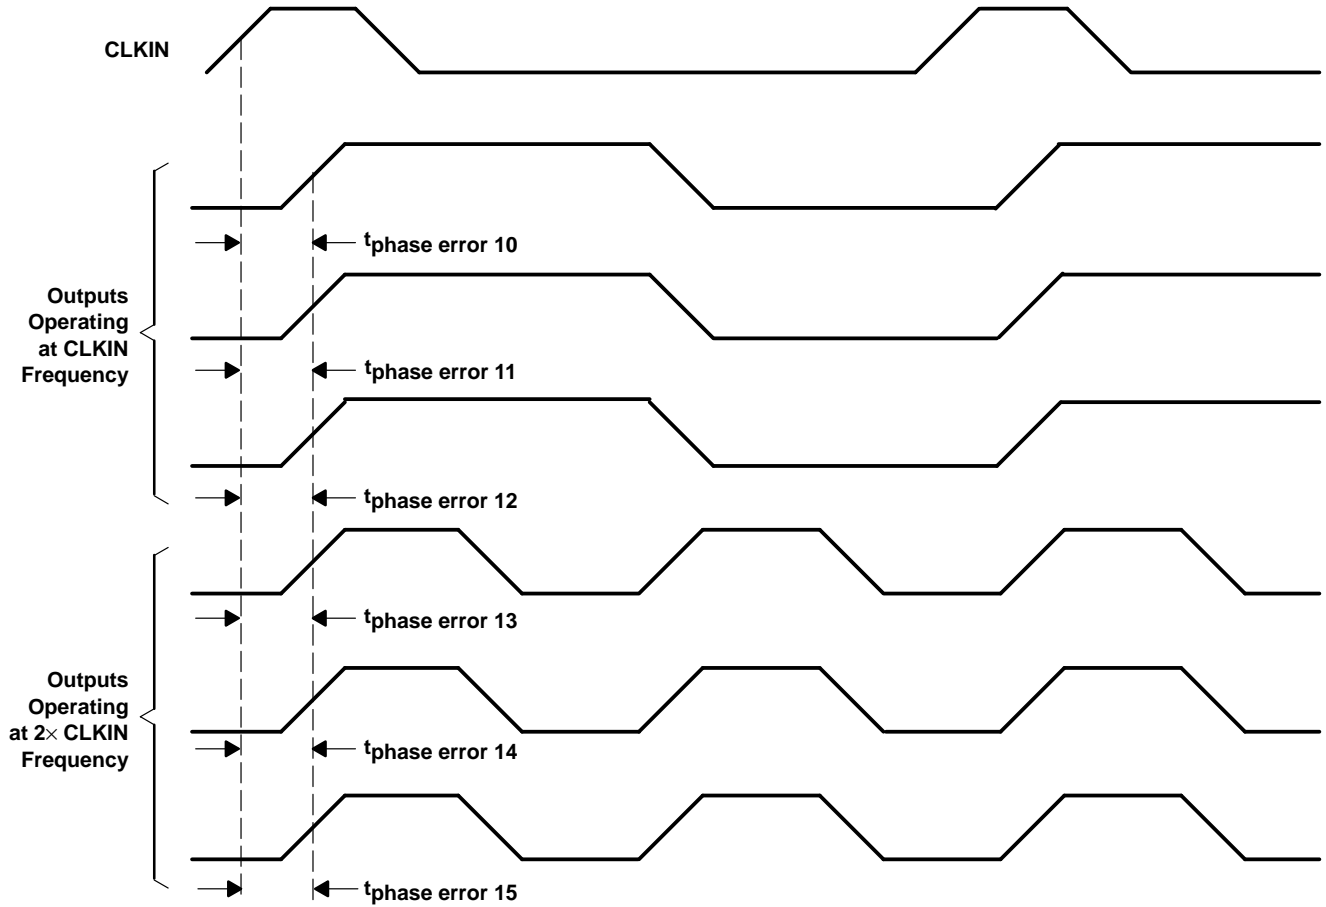 CLKIN
tphase error 10
Outputs
Operating
at CLKIN
Frequency
tphase error 11
tphase error 12
tphase error 13
Outputs
Operating
at 2× CLKIN
Frequency
tphase error 14
tphase error 15